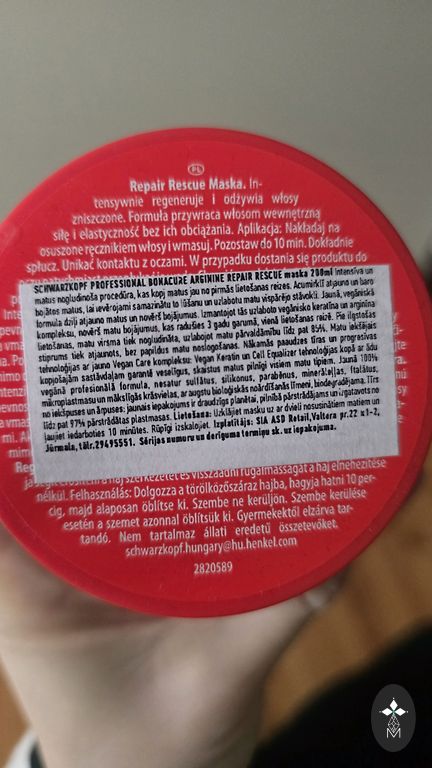 PL
Repair Rescue Maska. In-
tensywnie regeneruje i odżywia włosy
zniszczone. Formuła przywraca włosom wewnętrzną
siłę i elastyczność bez ich obciążania. Aplikacja: Nakładaj na
osuszone ręcznikiem włosy i wmasuj. Pozostaw do 10 min. Dokładnie
spłucz. Unikać kontaktu z oczami. W przypadku dostania się produktu do
SCHWARZKOPF PROFESSIONAL BONACURE ARGININE REPAIR RESCUE maska 200ml Intensīva un
matus nogludinoša procedūra, kas kopj matus jau no pirmās lietošanas reizes. Acumirklī atjauno un baro
bojātos matus, lai ievērojami samazinātu to lūšanu un uzlabotu matu vispārējo stāvokli. Jaunā, vegāniskā
formula dziļi atjauno matus un novērš matu bojājumus, izmantojot tās uzlaboto vegānisko keratīna un arginīna
kompleksu, novērš matu bojājumus, kas radušies 3 gadu garumā, vienā lietošanas reizē. Pie ilgstošas
lietošanas, matu virsma tiek nogludināta, uzlabojot matu pārvaldāmību līdz pat 85%. Matu iekšējais
stiprums tiek atjaunots, bez papildus matu noslogošanas. Nākamās paaudzes tīras un progresīvas
tehnoloģijas ar jauno Vegan Care kompleksu: Vegan Keratin un Cell Equalizer tehnoloģijas kopā ar ādu
kopjošajām sastāvdaļām garantē veselīgus, skaistus matus pilnīgi visiem matu tipiem. Jaunā 100%
vegānā profesionālā formula, nesatur sulfātus, silikonus, parabēnus, minerāleļļas, ftalātus,
mikroplastmasu un mākslīgās krāsvielas, ar augstu bioloģiskās noārdīšanās līmeni, biodegradējama. Tīrs
no iekšpuses un ārpuses: jaunais iepakojums ir draudzīgs planētai, pilnībā pārstrādājams un izgatavots no
līdz pat 97% pārstrādātas plastmasas. Lietošana: Uzklājiet masku uz ar dvieli nosusinātiem matiem un
ļaujiet iedarboties 10 minūtes. Rūpīgi izskalojiet. Izplatītājs: SIA ASD Retail,Valtera pr.22 k-1-2,
Jūrmala, tālr.29495551. Sērijas numuru un derīguma termiņu sk. uz iepakojuma.
a haj szerkezetét és visszaadni rugalmasságát a haj elnehezítése
nélkül. Felhasználás: Dolgozza a törölközőszáraz hajba, hagyja hatni 10 per-
cig, majd alaposan öblítse ki. Szembe ne kerüljön. Szembe kerülése
esetén a szemet azonnal öblítsük ki. Gyermekektől elzárva tar-
tandó. Nem tartalmaz állati eredetű összetevőket.
schwarzkopf.hungary@hu.henkel.com
2820589
M